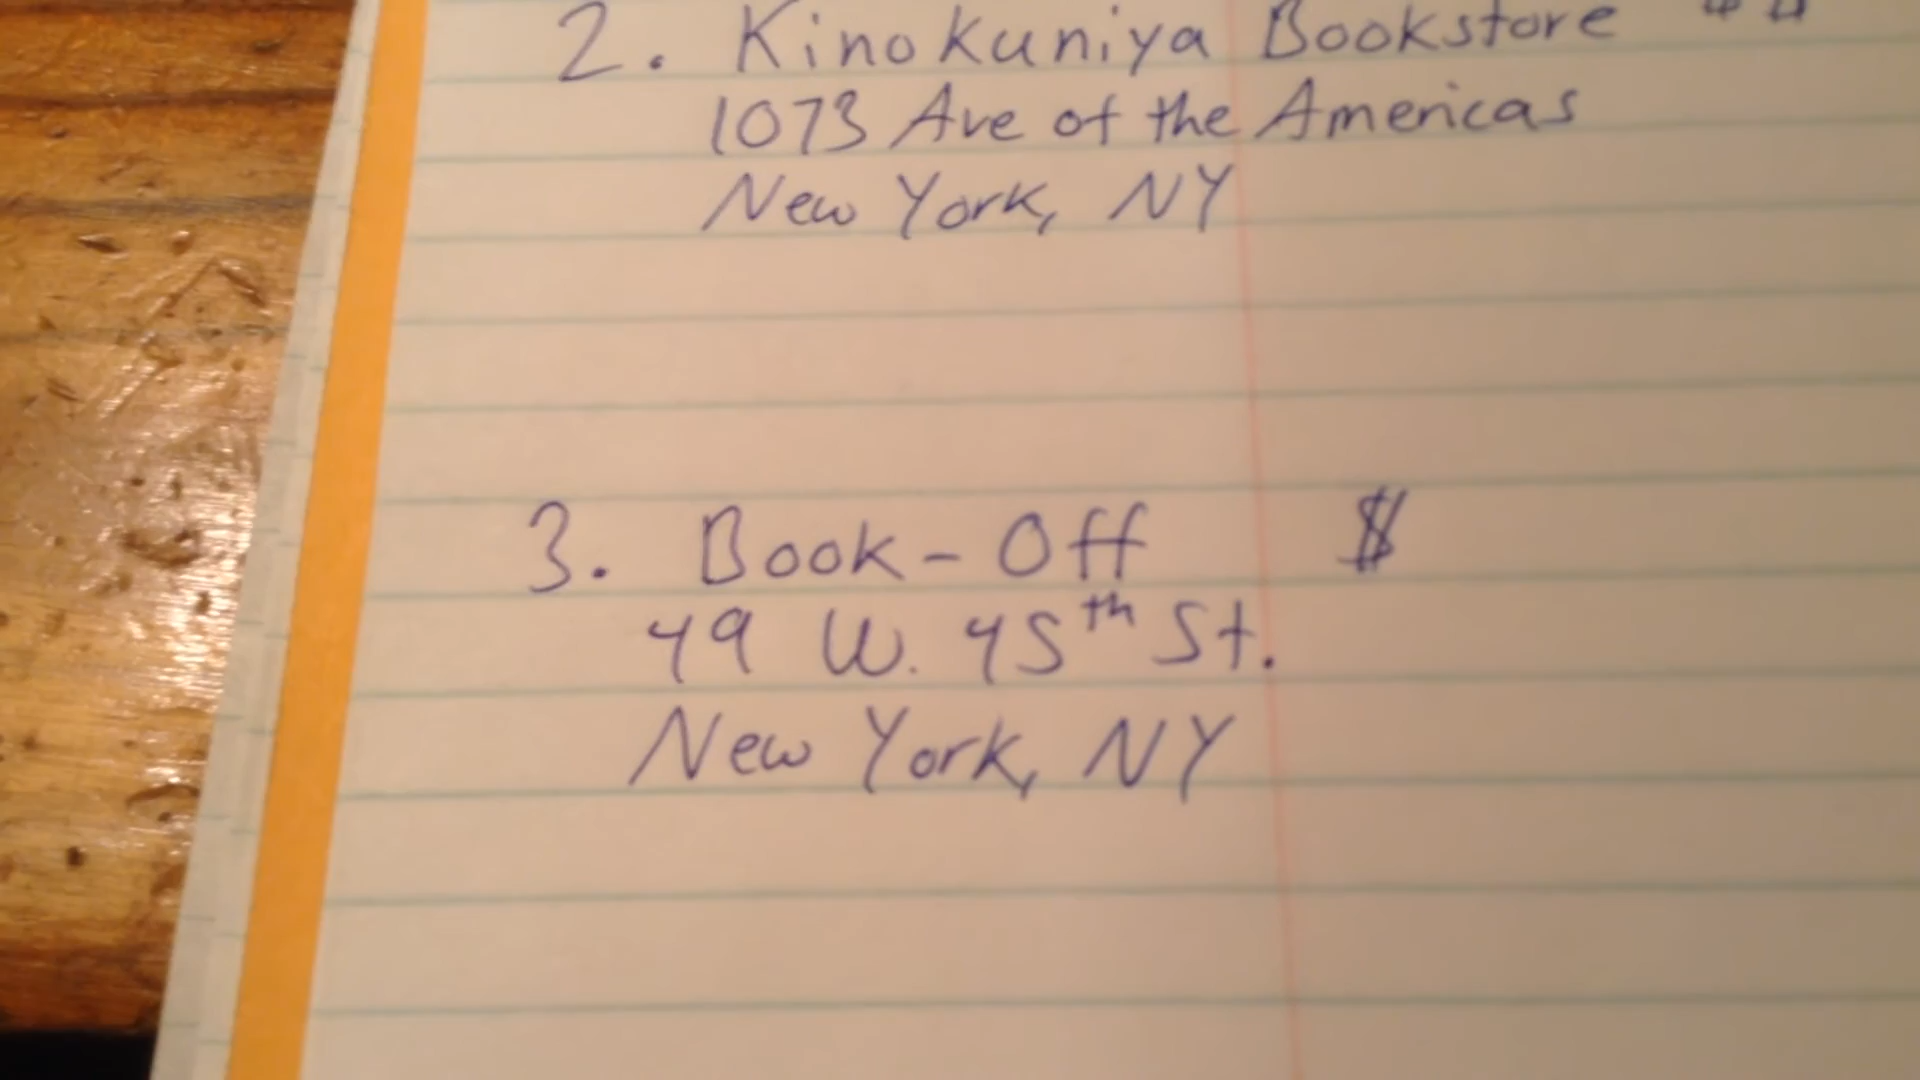 2. Kinokuniya Bookstore $$
1073 Ave of the Americas
New York, NY
3. Book-Off $
49 W. 45th St.
New York, NY